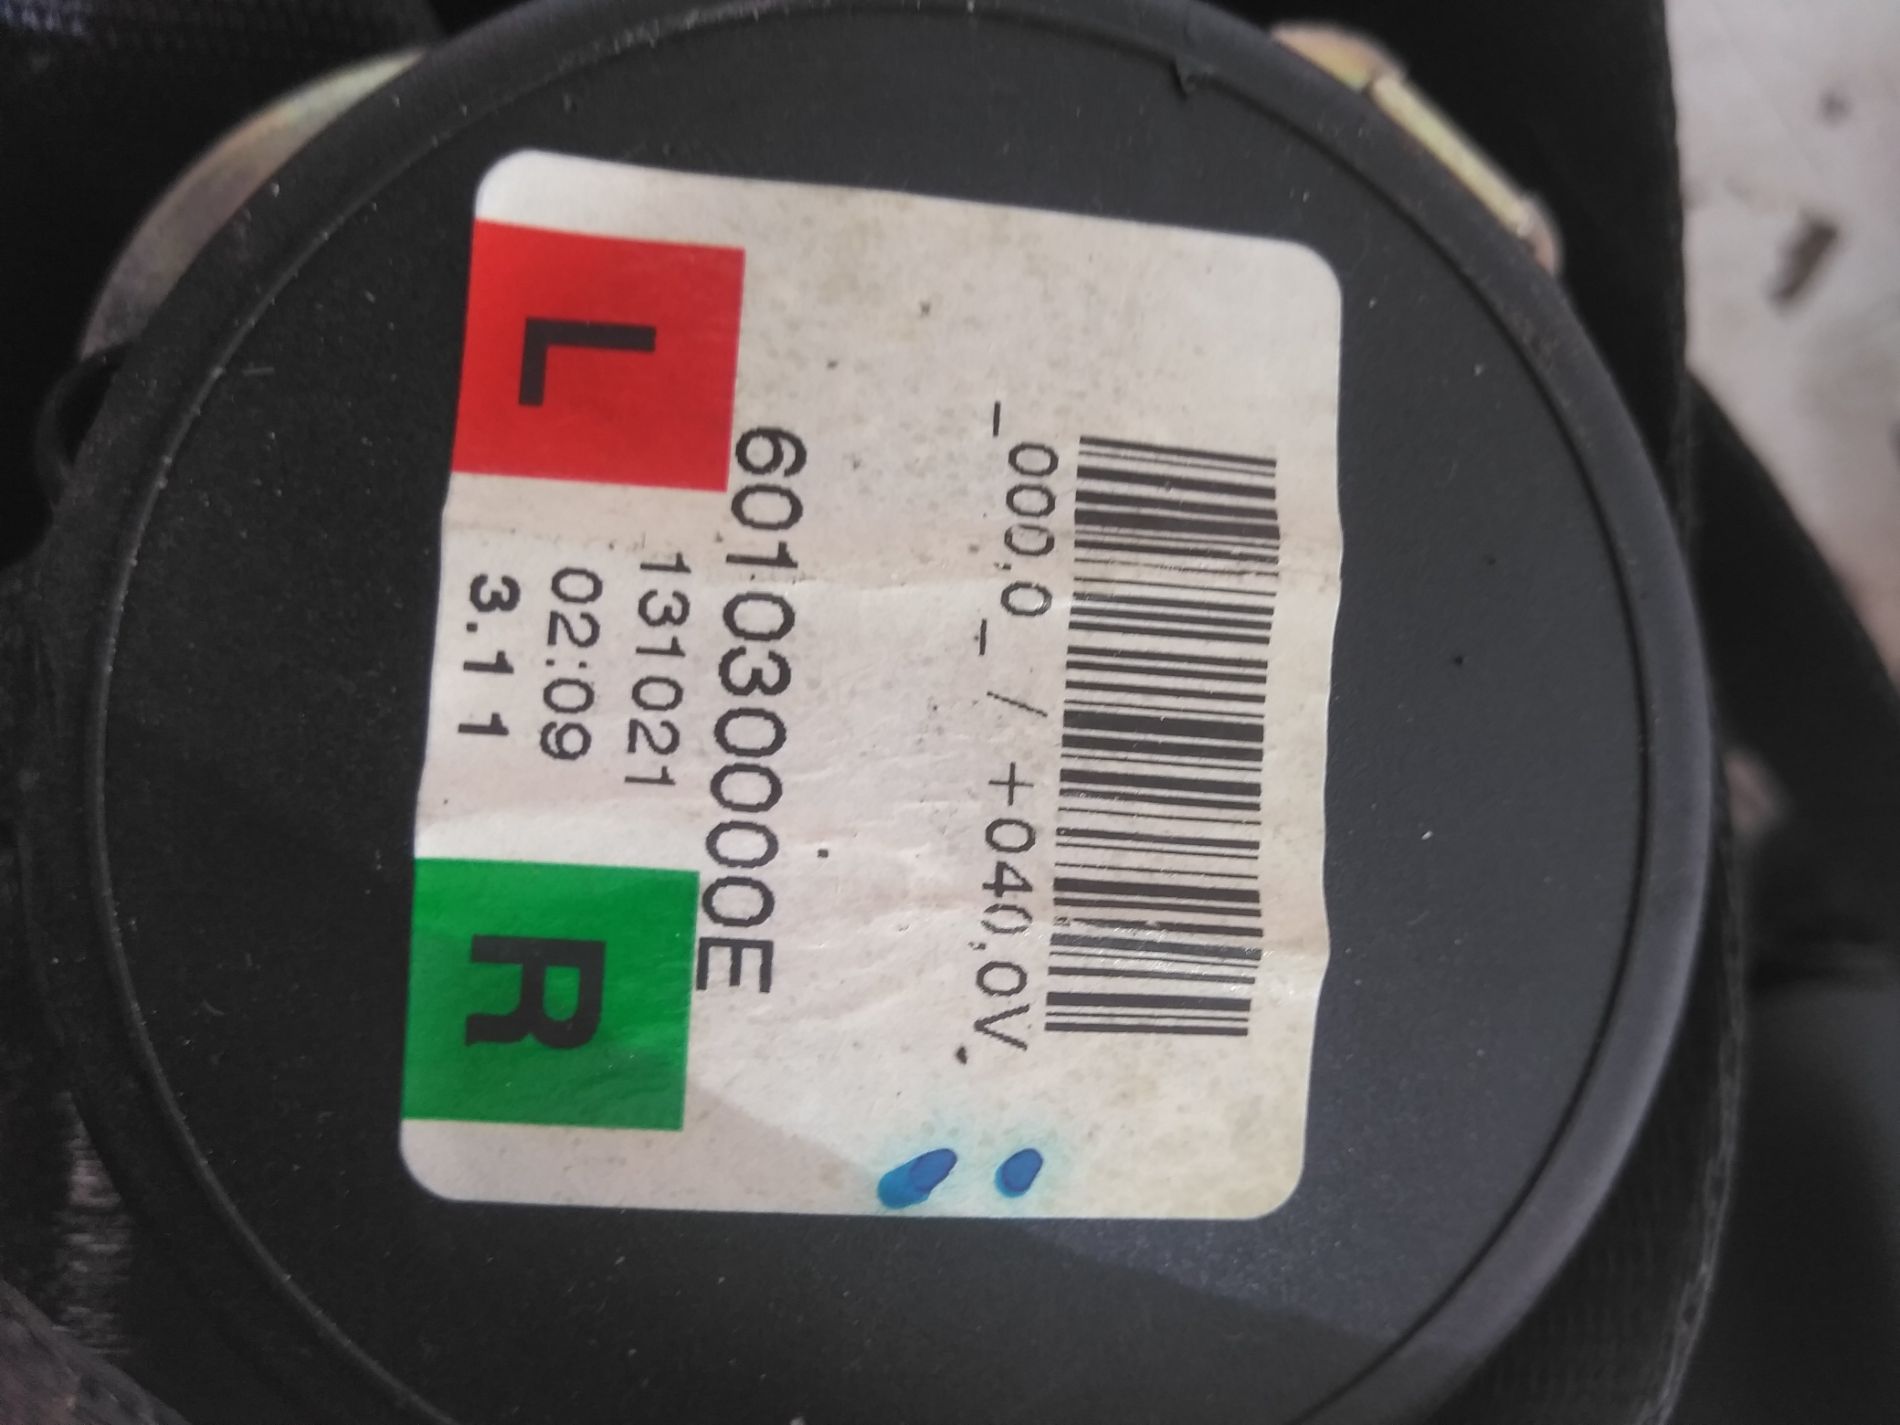 _000,0_ / +040,0V
601030000E
L 131021 R
02:09
3.11